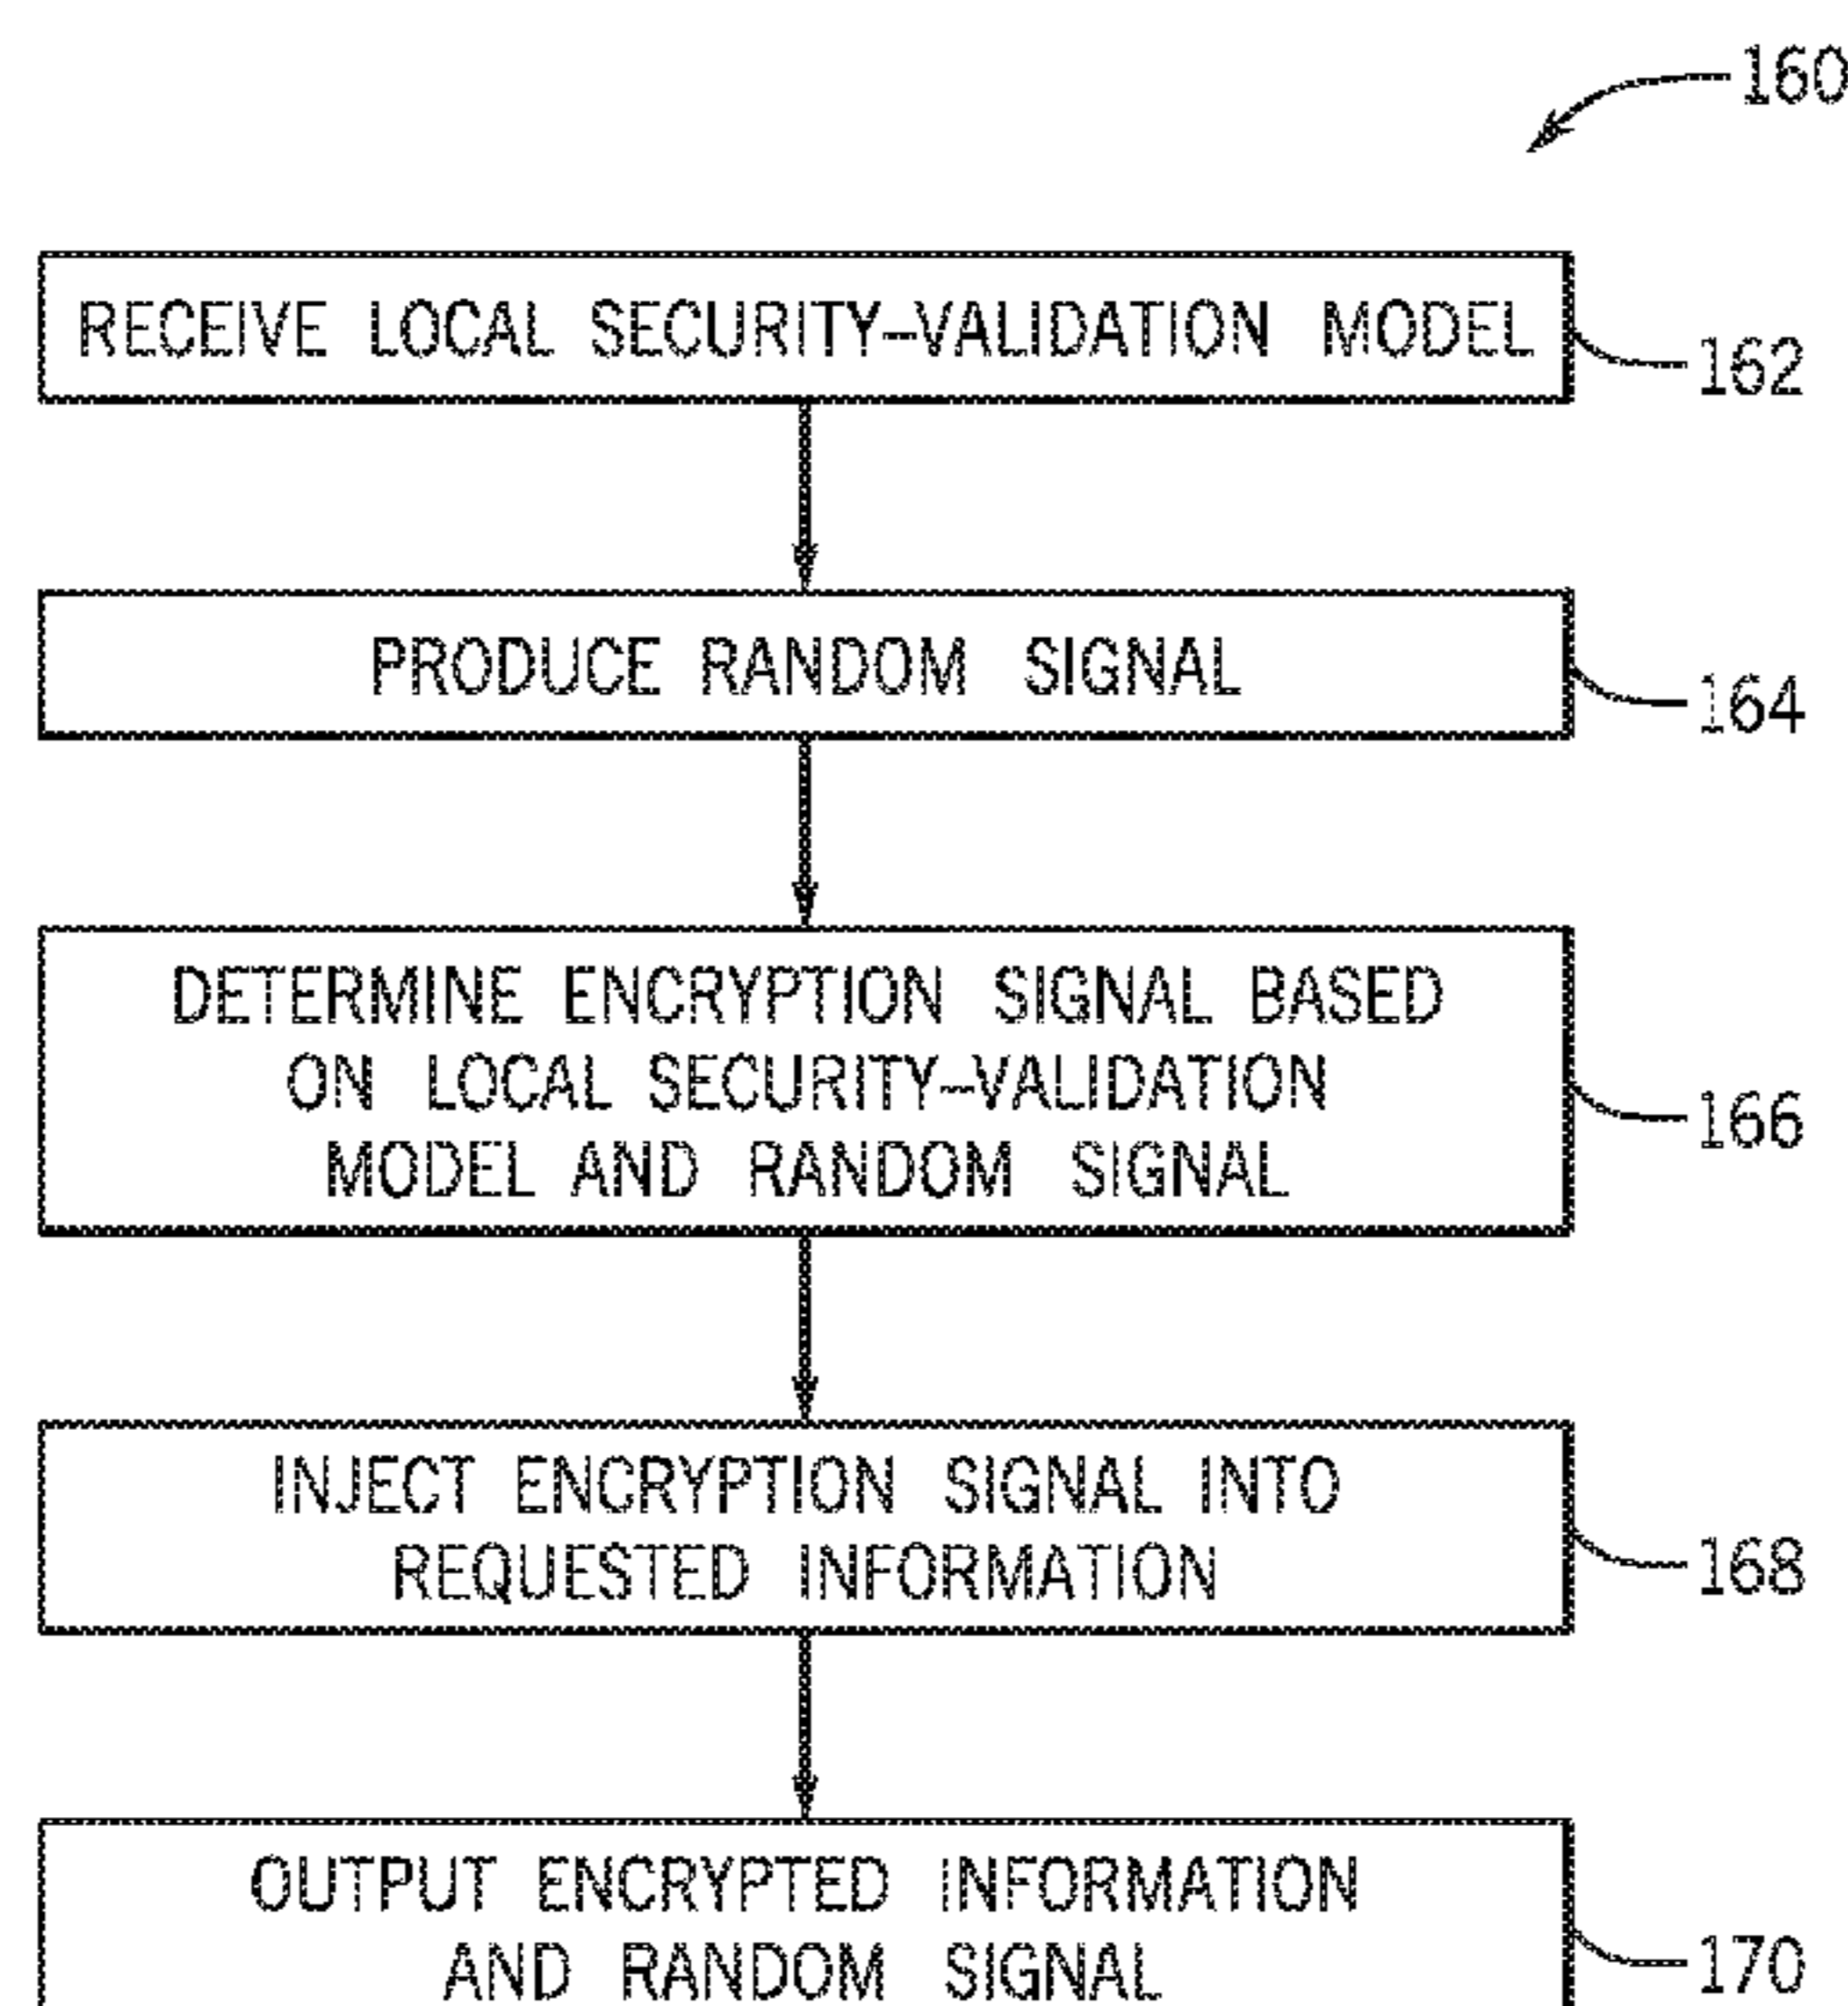 160
RECEIVE LOCAL SECURITY-VALIDATION MODEL
162
PRODUCE RANDOM SIGNAL
164
DETERMINE ENCRYPTION SIGNAL BASED
ON LOCAL SECURITY-VALIDATION
MODEL AND RANDOM SIGNAL
166
INJECT ENCRYPTION SIGNAL INTO
REQUESTED INFORMATION
168
OUTPUT ENCRYPTED INFORMATION
AND RANDOM SIGNAL
170